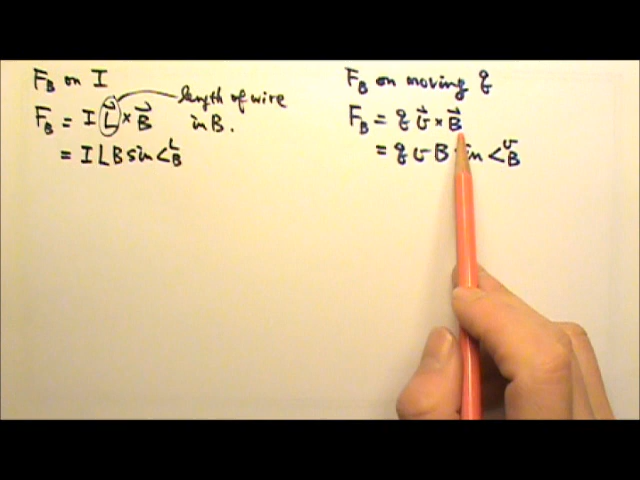 F_B on I
length of wire in B.
F_B = I L⃗ × B⃗
= I L B sin <^L_B
F_B on moving q
F_B = q v⃗ × B⃗
= q v B sin <^v_B